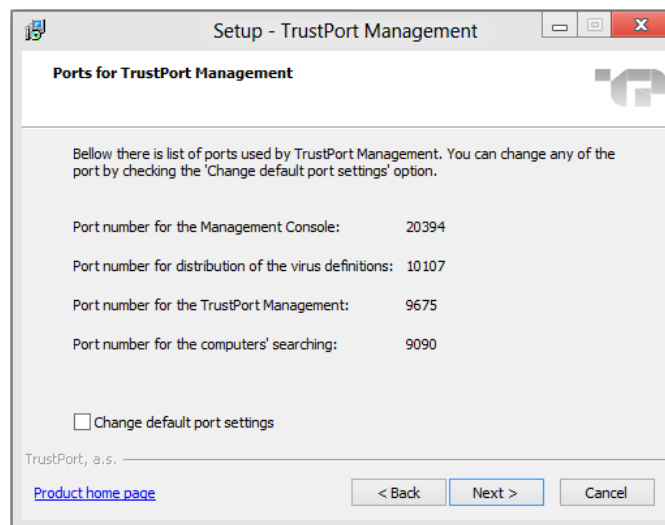 Setup - TrustPort Management
Ports for TrustPort Management
Bellow there is list of ports used by TrustPort Management. You can change any of the
port by checking the 'Change default port settings' option.
Port number for the Management Console: 20394
Port number for distribution of the virus definitions: 10107
Port number for the TrustPort Management: 9675
Port number for the computers' searching: 9090
Change default port settings
TrustPort, a.s.
Product home page
< Back
Next >
Cancel